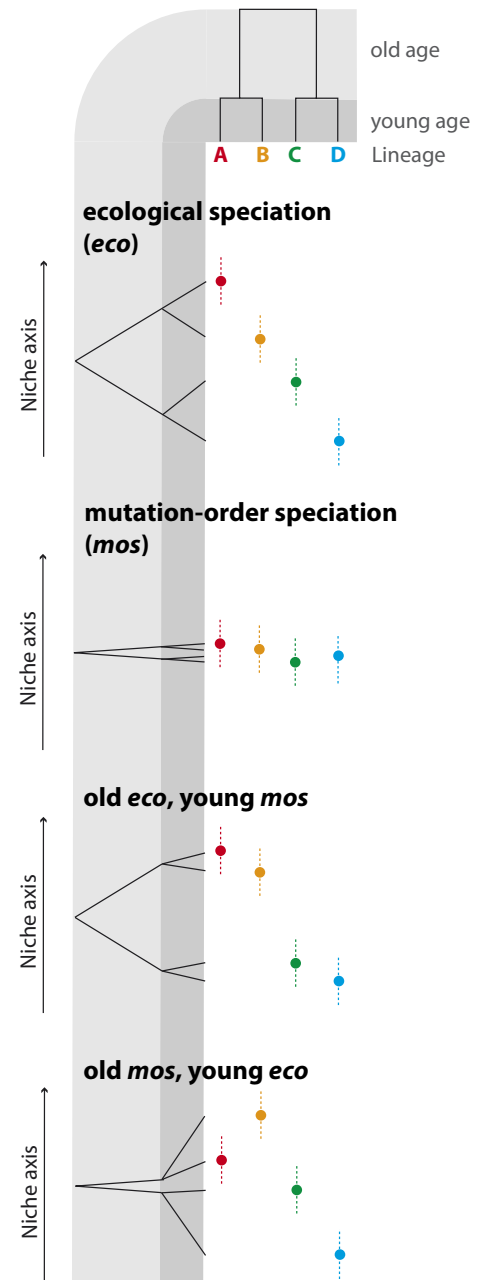 old age
young age
A B C D Lineage
ecological speciation
(eco)
Niche axis
mutation-order speciation
(mos)
Niche axis
old eco, young mos
Niche axis
old mos, young eco
Niche axis